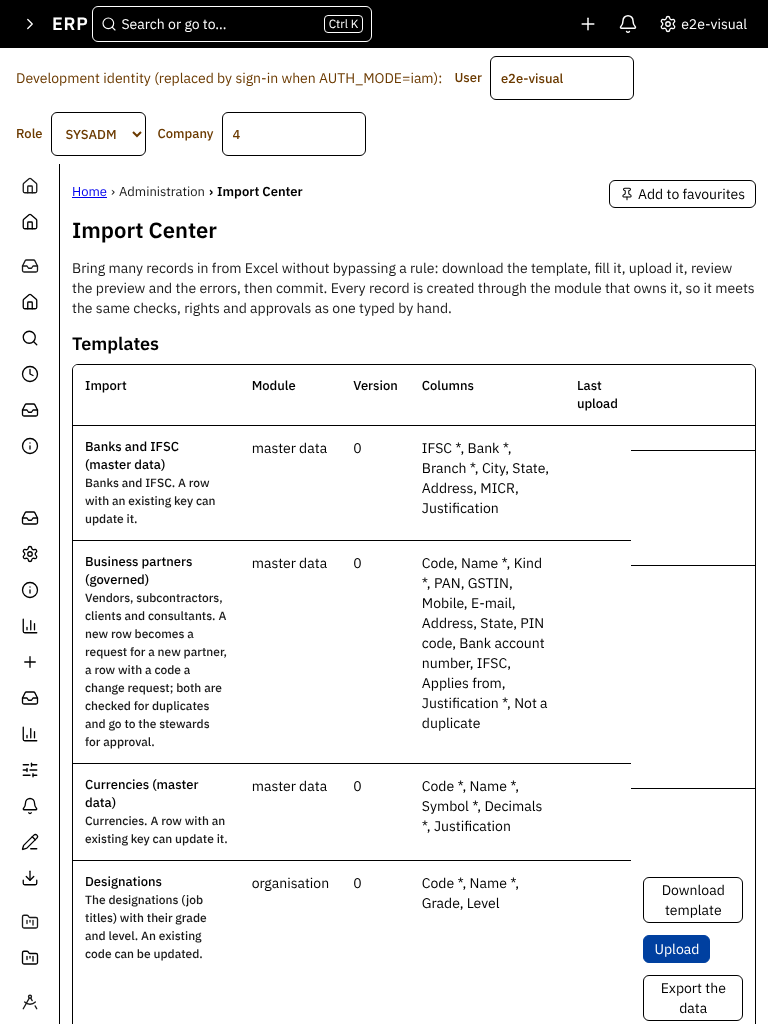 ERP
Search or go to...
Ctrl K
e2e-visual
Development identity (replaced by sign-in when AUTH_MODE=iam):
User
e2e-visual
Role
SYSADM
Company
4
Home › Administration › Import Center
Add to favourites
Import Center
Bring many records in from Excel without bypassing a rule: download the template, fill it, upload it, review
the preview and the errors, then commit. Every record is created through the module that owns it, so it meets
the same checks, rights and approvals as one typed by hand.
Templates
Import
Module
Version
Columns
Last
upload
Banks and IFSC
(master data)
Banks and IFSC. A row
with an existing key can
update it.
master data
0
IFSC *, Bank *,
Branch *, City, State,
Address, MICR,
Justification
Business partners
(governed)
Vendors, subcontractors,
clients and consultants. A
new row becomes a
request for a new partner,
a row with a code a
change request; both are
checked for duplicates
and go to the stewards
for approval.
master data
0
Code, Name *, Kind
*, PAN, GSTIN,
Mobile, E-mail,
Address, State, PIN
code, Bank account
number, IFSC,
Applies from,
Justification *, Not a
duplicate
Currencies (master
data)
Currencies. A row with an
existing key can update it.
master data
0
Code *, Name *,
Symbol *, Decimals
*, Justification
Designations
The designations (job
titles) with their grade
and level. An existing
code can be updated.
organisation
0
Code *, Name *,
Grade, Level
Download
template
Upload
Export the
data